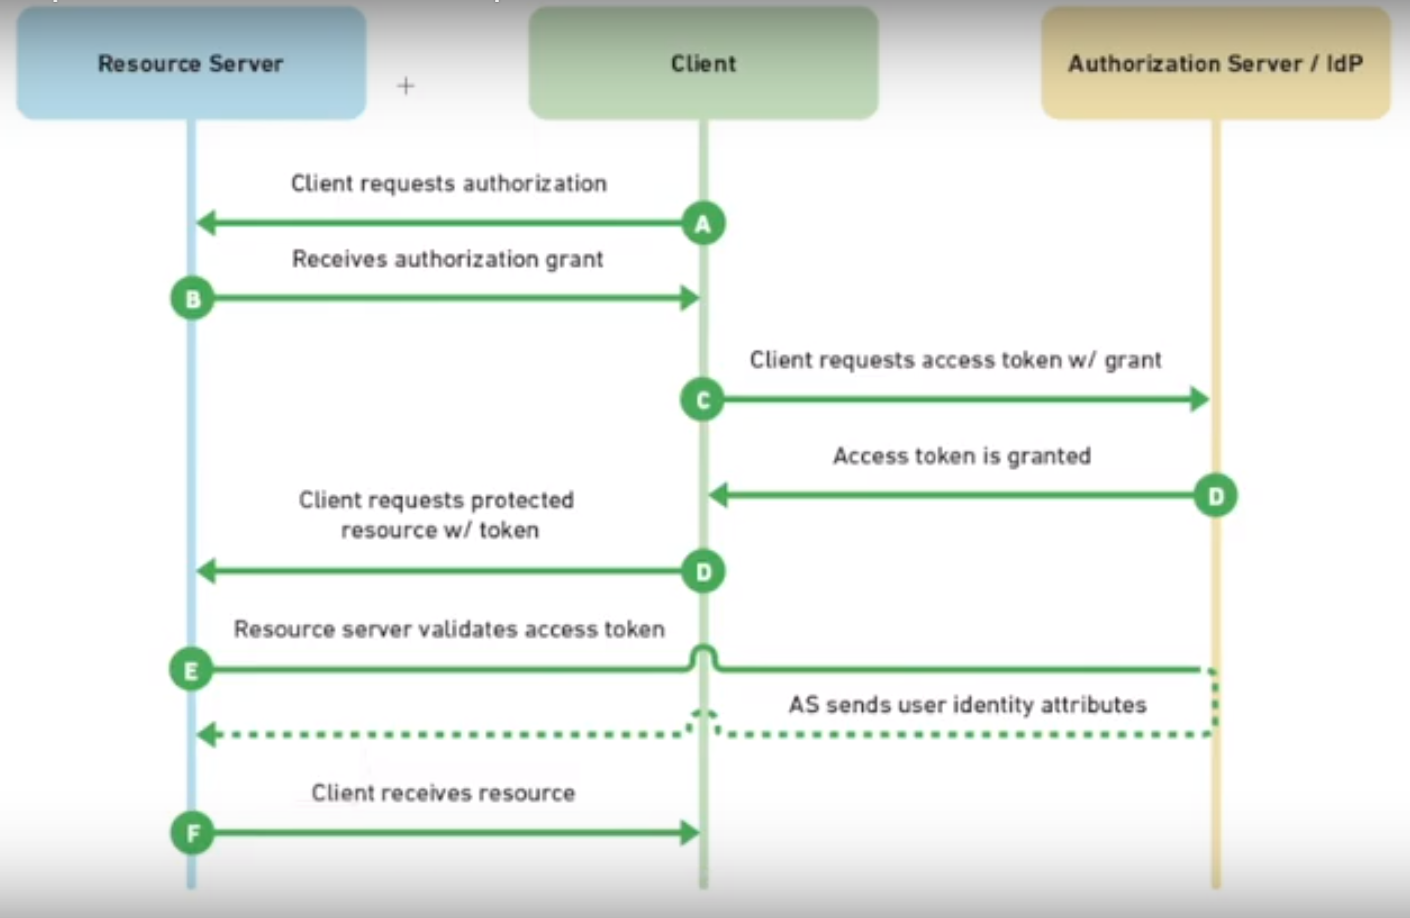 Resource Server
Client
Authorization Server / IdP
Client requests authorization
A
Receives authorization grant
B
Client requests access token w/ grant
C
Access token is granted
D
Client requests protected
resource w/ token
D
Resource server validates access token
E
AS sends user identity attributes
Client receives resource
F